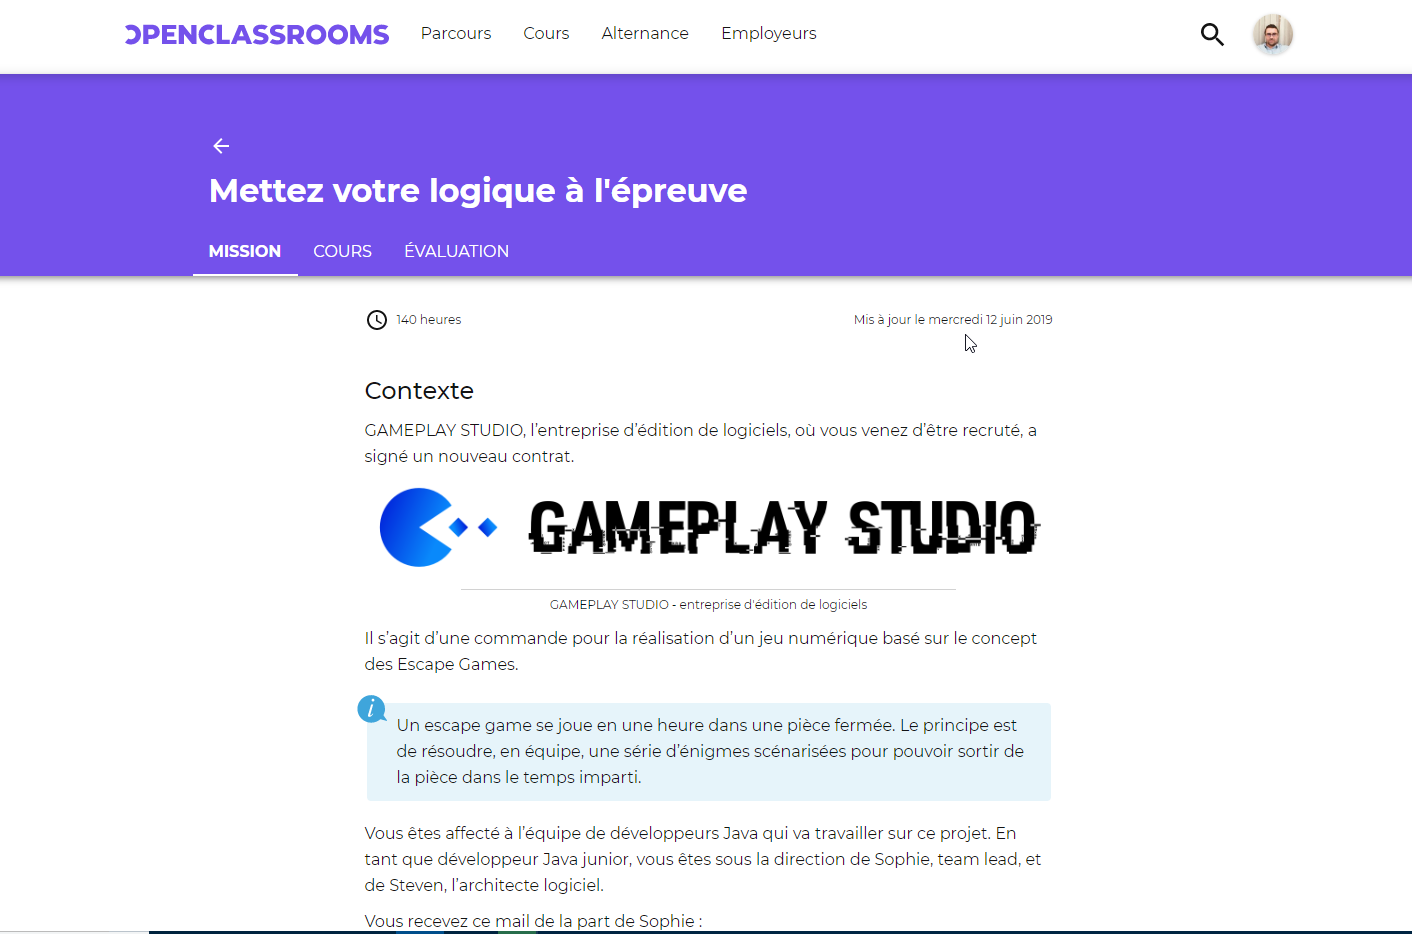 OPENCLASSROOMS Parcours Cours Alternance Employeurs
Mettez votre logique à l'épreuve
MISSION COURS ÉVALUATION
140 heures Mis à jour le mercredi 12 juin 2019
Contexte
GAMEPLAY STUDIO, l’entreprise d’édition de logiciels, où vous venez d’être recruté, a
signé un nouveau contrat.
GAMEPLAY STUDIO
GAMEPLAY STUDIO - entreprise d'édition de logiciels
Il s’agit d’une commande pour la réalisation d’un jeu numérique basé sur le concept
des Escape Games.
i
Un escape game se joue en une heure dans une pièce fermée. Le principe est
de résoudre, en équipe, une série d’énigmes scénarisées pour pouvoir sortir de
la pièce dans le temps imparti.
Vous êtes affecté à l’équipe de développeurs Java qui va travailler sur ce projet. En
tant que développeur Java junior, vous êtes sous la direction de Sophie, team lead, et
de Steven, l’architecte logiciel.
Vous recevez ce mail de la part de Sophie :